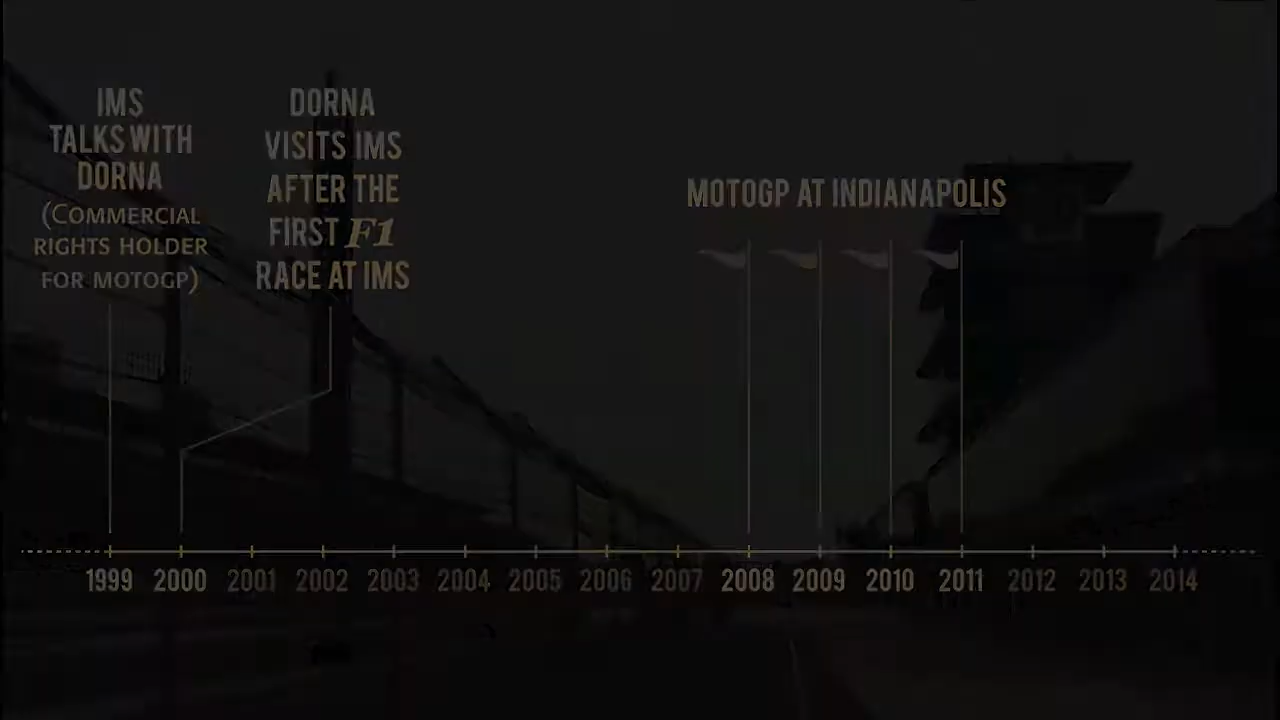 IMS
TALKS WITH
DORNA
(COMMERCIAL
RIGHTS HOLDER
FOR MOTOGP)
DORNA
VISITS IMS
AFTER THE
FIRST F1
RACE AT IMS
MOTOGP AT INDIANAPOLIS
1999 2000 2001 2002 2003 2004 2005 2006 2007 2008 2009 2010 2011 2012 2013 2014